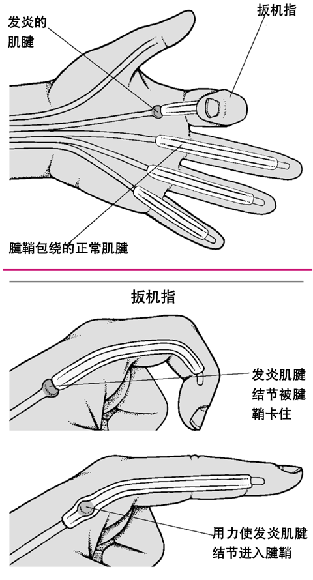 发炎的
肌腱
扳机指
腱鞘包绕的正常肌腱
扳机指
发炎肌腱
结节被腱
鞘卡住
用力使发炎肌腱
结节进入腱鞘